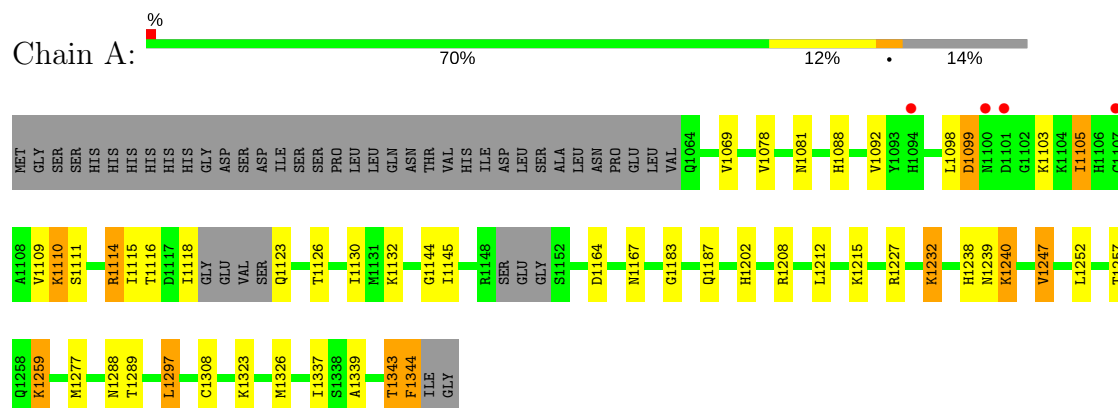 %
Chain A:
70% 12% • 14%
MET GLY SER SER HIS HIS HIS HIS HIS HIS GLY ASP SER ASP ILE SER SER PRO LEU LEU GLN ASN THR VAL HIS ILE ASP LEU SER ALA LEU ASN PRO GLU LEU VAL Q1064 V1069 V1078 N1081 H1088 V1092 Y1093 H1094 L1098 D1099 N1100 D1101 G1102 K1103 K1104 I1105 H1106 G1107
A1108 V1109 K1110 S1111 R1114 I1115 T1116 D1117 I1118 GLY GLU VAL SER Q1123 T1126 I1130 M1131 K1132 G1144 I1145 R1148 SER GLU GLY S1152 D1164 N1167 G1183 Q1187 H1202 R1208 L1212 K1215 R1227 K1232 H1238 N1239 K1240 V1247 L1252 T1257
Q1258 K1259 M1277 N1288 T1289 L1297 C1308 K1323 M1326 I1337 S1338 A1339 T1343 F1344 ILE GLY